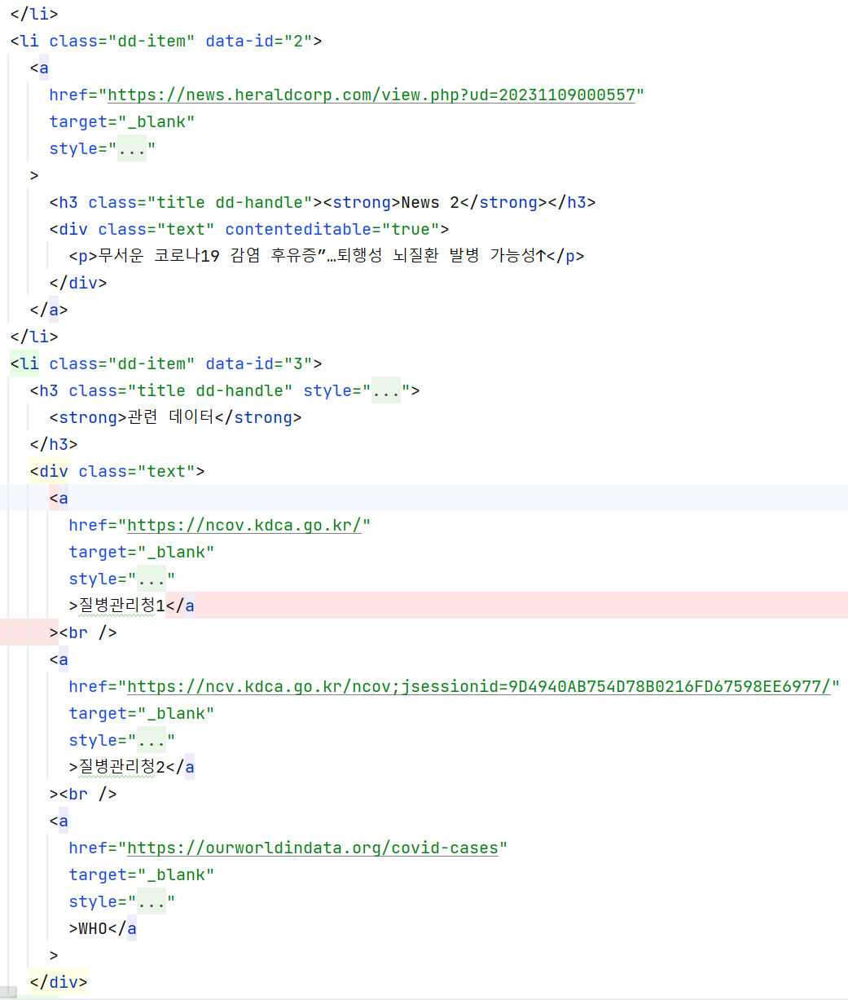 </li>
<li class="dd-item" data-id="2">
<a
href="https://news.heraldcorp.com/view.php?ud=20231109000557"
target="_blank"
style="..."
>
<h3 class="title dd-handle"><strong>News 2</strong></h3>
<div class="text" contenteditable="true">
<p>무서운 코로나19 감염 후유증”…퇴행성 뇌질환 발병 가능성↑</p>
</div>
</a>
</li>
<li class="dd-item" data-id="3">
<h3 class="title dd-handle" style="...">
<strong>관련 데이터</strong>
</h3>
<div class="text">
<a
href="https://ncov.kdca.go.kr/"
target="_blank"
style="..."
>질병관리청1</a
><br />
<a
href="https://ncv.kdca.go.kr/ncov;jsessionid=9D4940AB754D78B0216FD67598EE6977/"
target="_blank"
style="..."
>질병관리청2</a
><br />
<a
href="https://ourworldindata.org/covid-cases"
target="_blank"
style="..."
>WHO</a
>
</div>